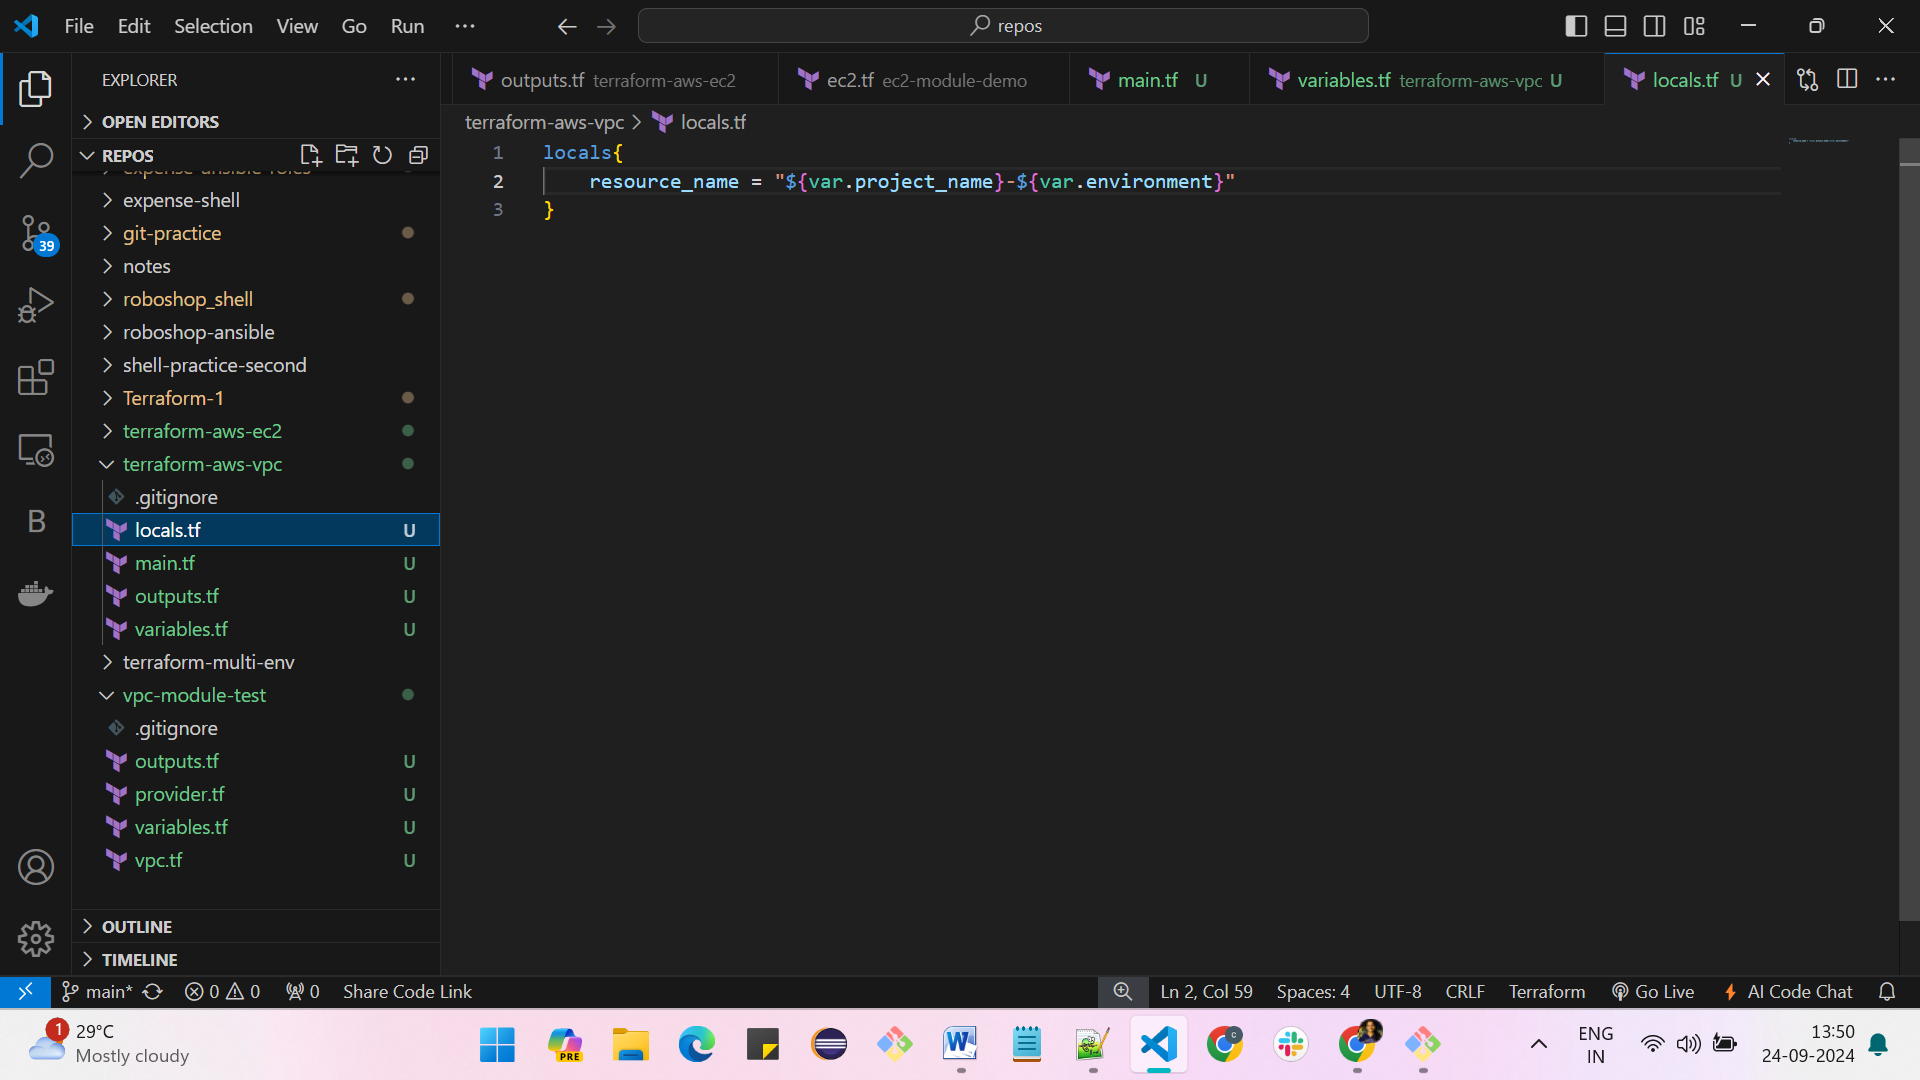 File Edit Selection View Go Run ···
repos
EXPLORER
OPEN EDITORS
REPOS
expense-ansible-roles
expense-shell
git-practice
notes
roboshop_shell
roboshop-ansible
shell-practice-second
Terraform-1
terraform-aws-ec2
terraform-aws-vpc
.gitignore
locals.tf U
main.tf U
outputs.tf U
variables.tf U
terraform-multi-env
vpc-module-test
.gitignore
outputs.tf U
provider.tf U
variables.tf U
vpc.tf U
OUTLINE
TIMELINE
39
B
outputs.tf terraform-aws-ec2
ec2.tf ec2-module-demo
main.tf U
variables.tf terraform-aws-vpc U
locals.tf U
terraform-aws-vpc > locals.tf
1 locals{
2 resource_name = "${var.project_name}-${var.environment}"
3 }
main* 0 0 0 Share Code Link
Ln 2, Col 59 Spaces: 4 UTF-8 CRLF Terraform Go Live AI Code Chat
1 29°C
Mostly cloudy
PRE
W
C
ENG
IN
13:50
24-09-2024